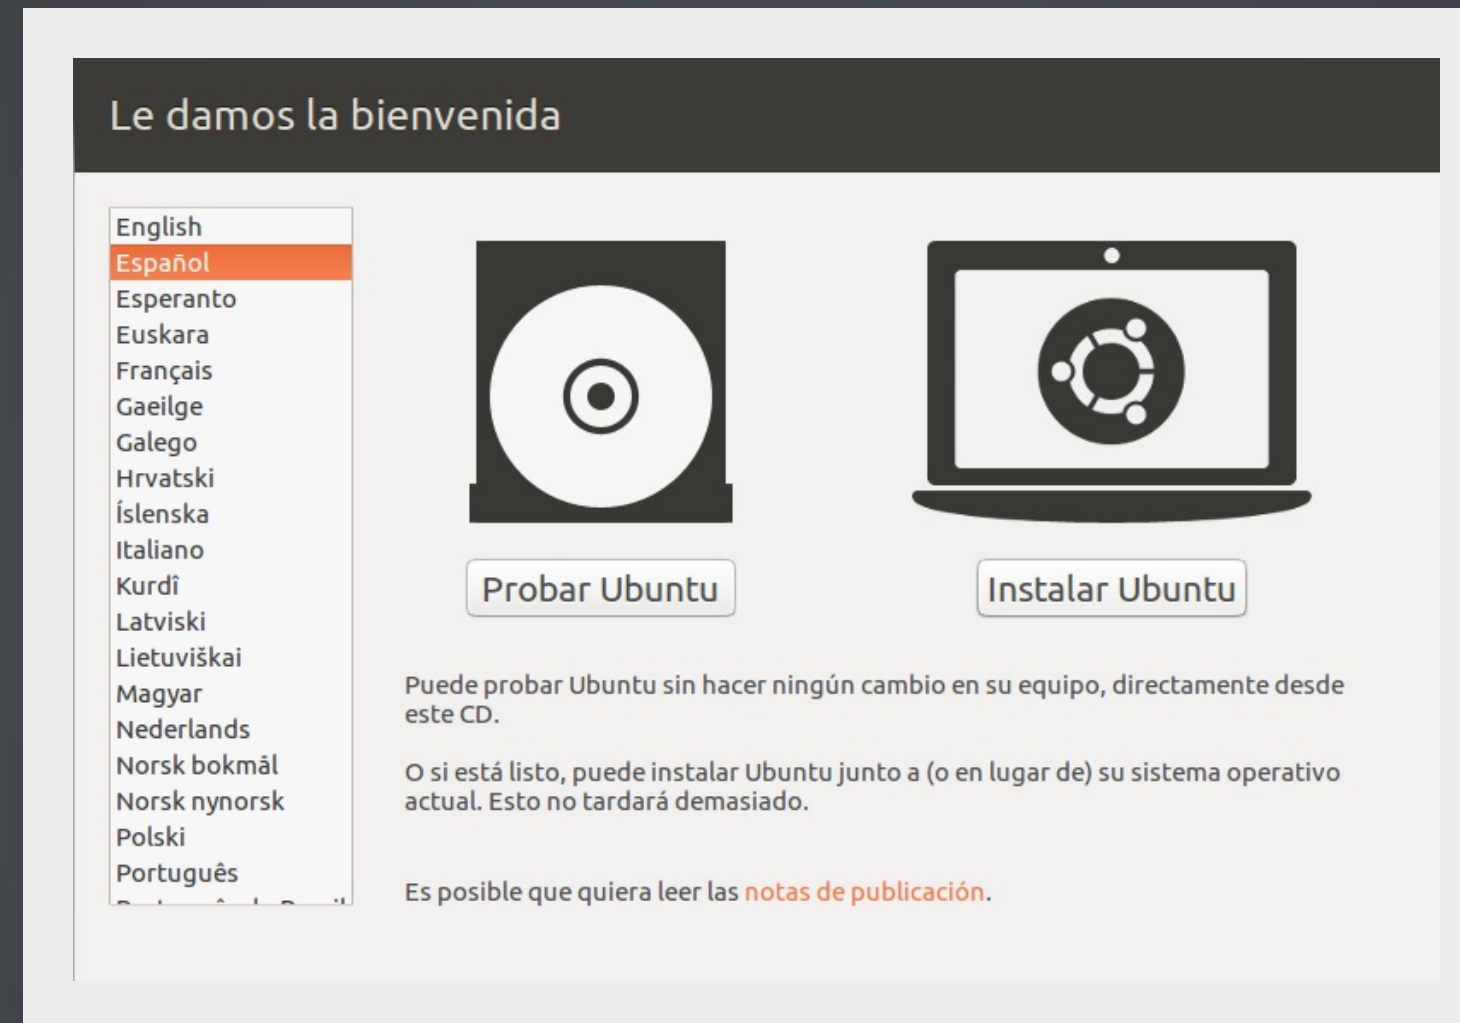 Le damos la bienvenida
English
Español
Esperanto
Euskara
Français
Gaeilge
Galego
Hrvatski
Íslenska
Italiano
Kurdî
Latviski
Lietuviškai
Magyar
Nederlands
Norsk bokmål
Norsk nynorsk
Polski
Português
Probar Ubuntu
Instalar Ubuntu
Puede probar Ubuntu sin hacer ningún cambio en su equipo, directamente desde
este CD.
O si está listo, puede instalar Ubuntu junto a (o en lugar de) su sistema operativo
actual. Esto no tardará demasiado.
Es posible que quiera leer las notas de publicación.